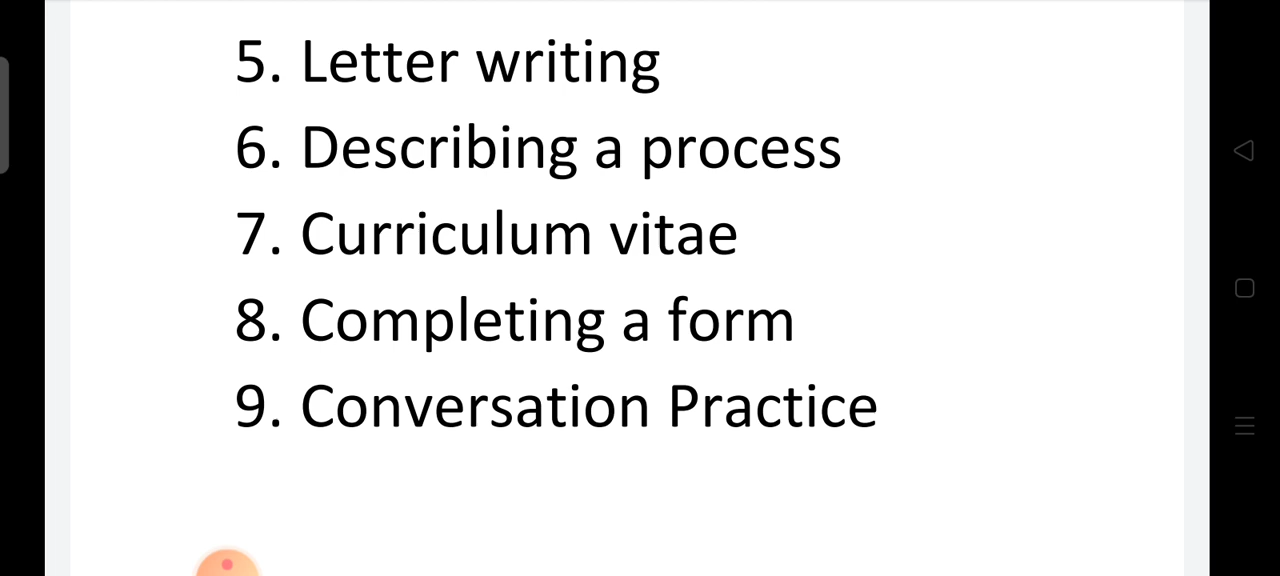 5. Letter writing
6. Describing a process
7. Curriculum vitae
8. Completing a form
9. Conversation Practice